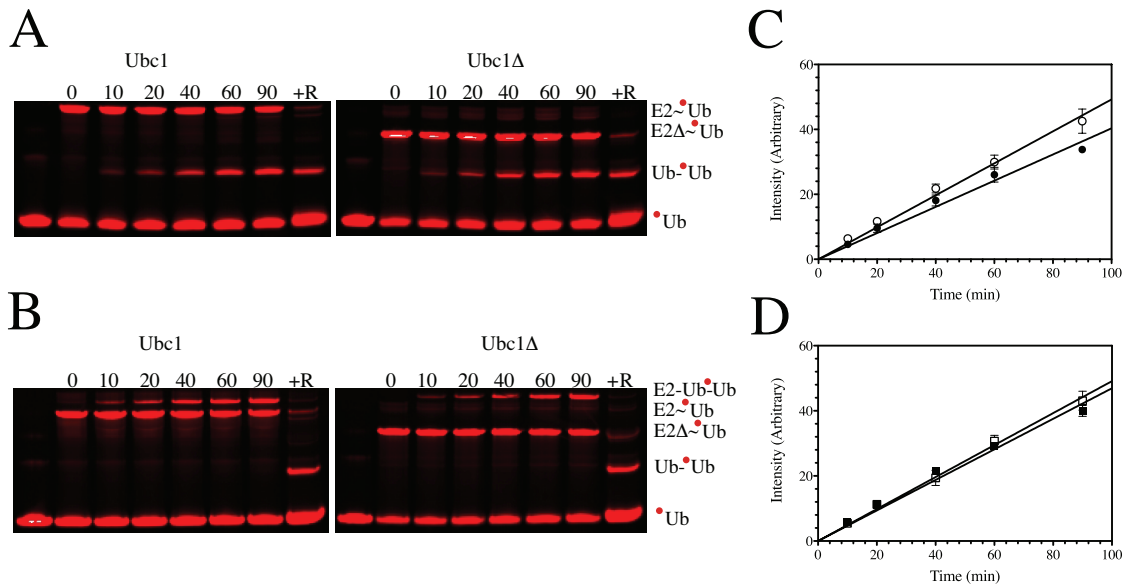 A
Ubc1
Ubc1Δ
0 10 20 40 60 90 +R
0 10 20 40 60 90 +R
E2~Ub
E2Δ~Ub
Ub-Ub
Ub
B
Ubc1
Ubc1Δ
0 10 20 40 60 90 +R
0 10 20 40 60 90 +R
E2-Ub-Ub
E2~Ub
E2Δ~Ub
Ub-Ub
Ub
C
Intensity (Arbitrary)
60
40
20
0
0 20 40 60 80 100
Time (min)
D
Intensity (Arbitrary)
60
40
20
0
0 20 40 60 80 100
Time (min)